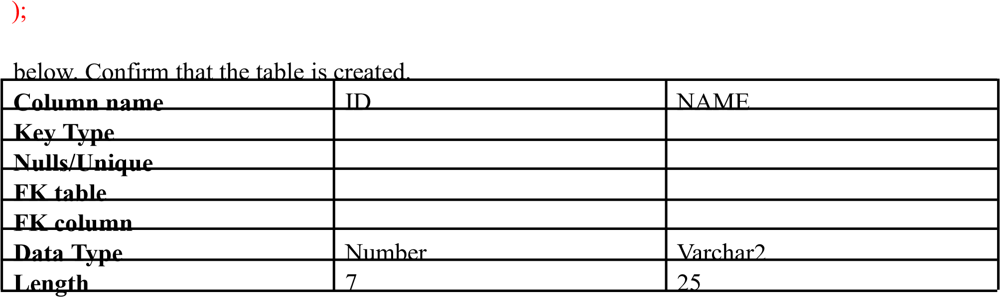 );
below. Confirm that the table is created.
Column name ID NAME
Key Type
Nulls/Unique
FK table
FK column
Data Type Number Varchar2
Length 7 25